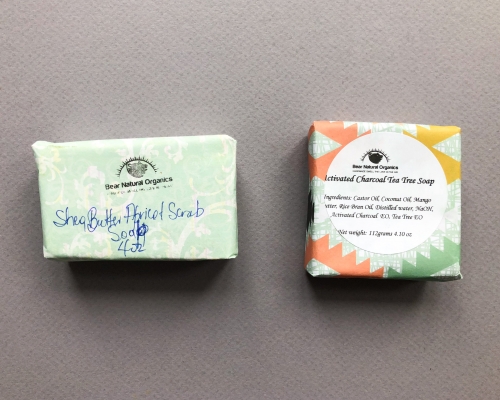 Bear Natural Organics
Shea Butter Apricot Scrab
Soap
4oz
Bear Natural Organics
Activated Charcoal Tea Tree Soap
Ingredients: Castor Oil, Coconut Oil, Mango
utter, Rice Bran Oil, Distilled water, NaOH,
Activated Charcoal EO, Tea Tree EO
Net weight: 112grams 4.10 oz